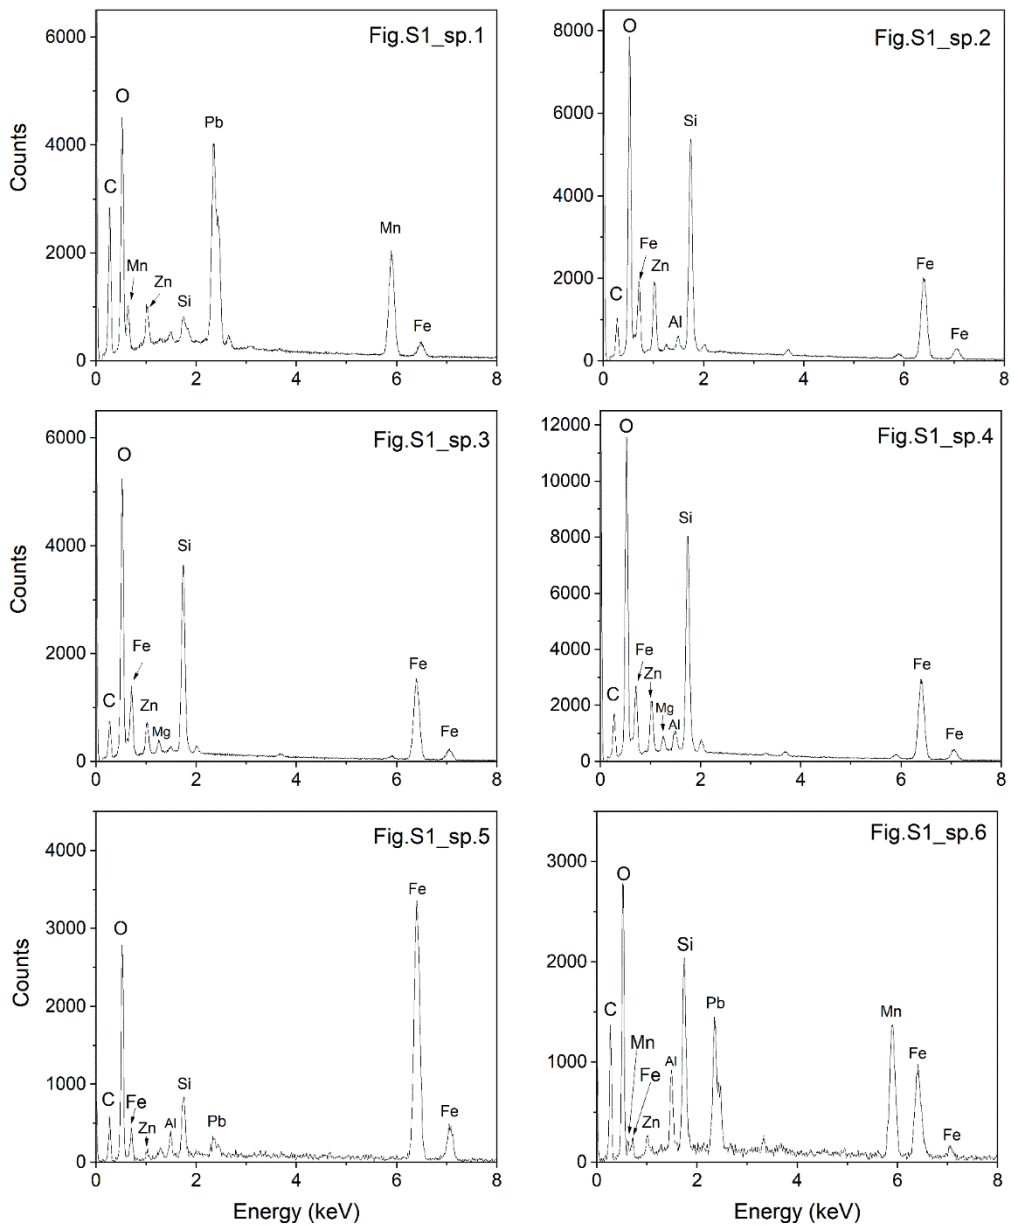 Fig.S1_sp.1
6000
4000
2000
0
Counts
C
O
Mn
Zn
Si
Pb
Mn
Fe
0 2 4 6 8
Fig.S1_sp.2
8000
6000
4000
2000
0
C
O
Fe
Zn
Al
Si
Fe
Fe
0 2 4 6 8
Fig.S1_sp.3
6000
4000
2000
0
Counts
C
O
Fe
Zn
Mg
Si
Fe
Fe
0 2 4 6 8
Fig.S1_sp.4
12000
10000
8000
6000
4000
2000
0
C
O
Fe
Zn
Mg
Al
Si
Fe
Fe
0 2 4 6 8
Fig.S1_sp.5
4000
3000
2000
1000
0
Counts
C
O
Fe
Zn
Al
Si
Pb
Fe
Fe
0 2 4 6 8
Energy (keV)
Fig.S1_sp.6
3000
2000
1000
0
C
O
Mn
Fe
Zn
Al
Si
Pb
Mn
Fe
Fe
0 2 4 6 8
Energy (keV)